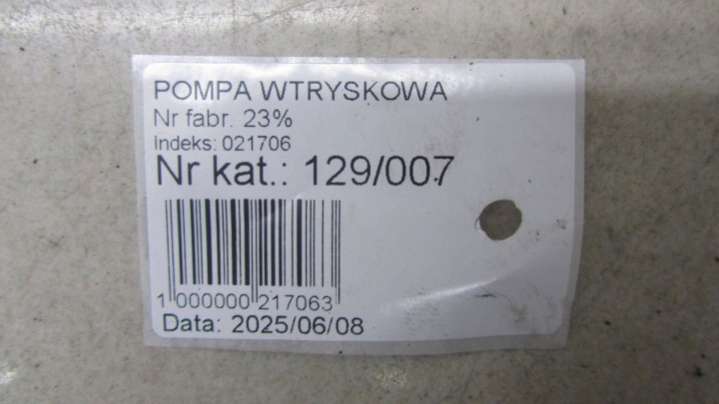 POMPA WTRYSKOWA
Nr fabr. 23%
Indeks: 021706
Nr kat.: 129/007
1 000000 217063
Data: 2025/06/08